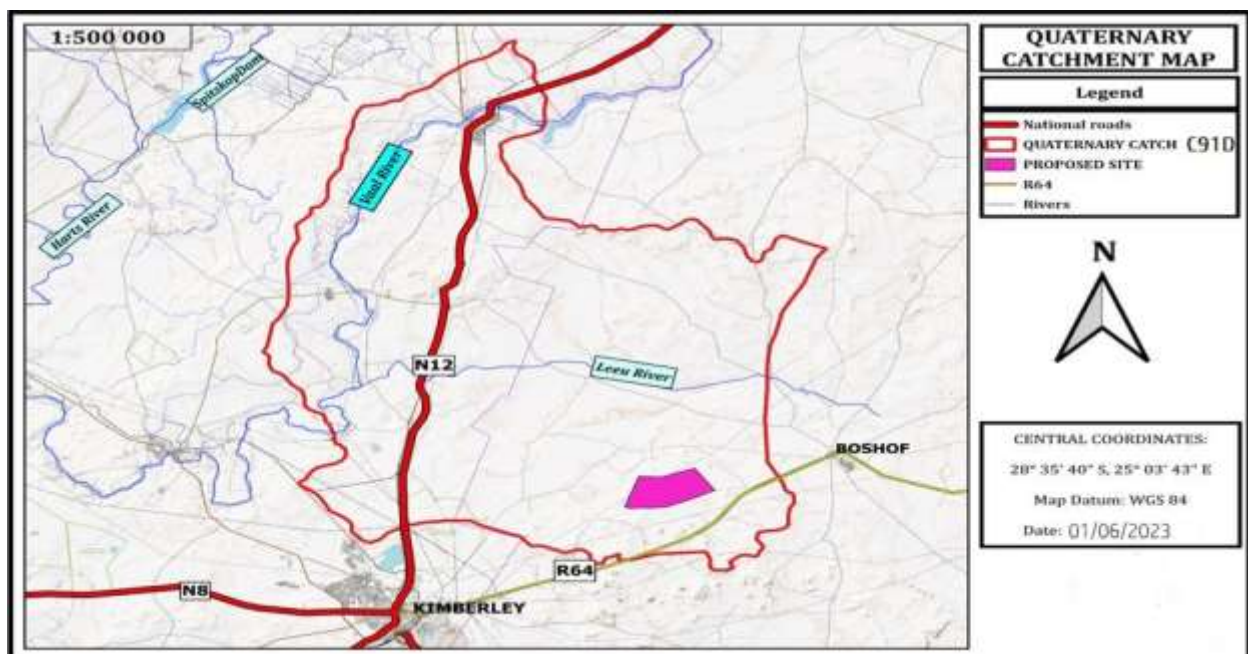 1:500 000
SpitskopDam
Vaal River
Harts River
N12
Leeu River
BOSHOF
R64
N8
KIMBERLEY
QUATERNARY
CATCHMENT MAP
Legend
National roads
QUATERNARY CATCH C91D
PROPOSED SITE
R64
Rivers
N
CENTRAL COORDINATES:
28° 35' 40" S, 25° 03' 43" E
Map Datum: WGS 84
Date: 01/06/2023